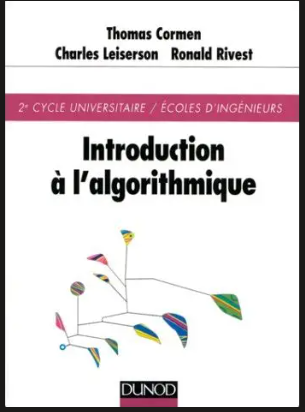 Thomas Cormen
Charles Leiserson Ronald Rivest
2e CYCLE UNIVERSITAIRE / ÉCOLES D'INGÉNIEURS
Introduction
à l'algorithmique
DUNOD